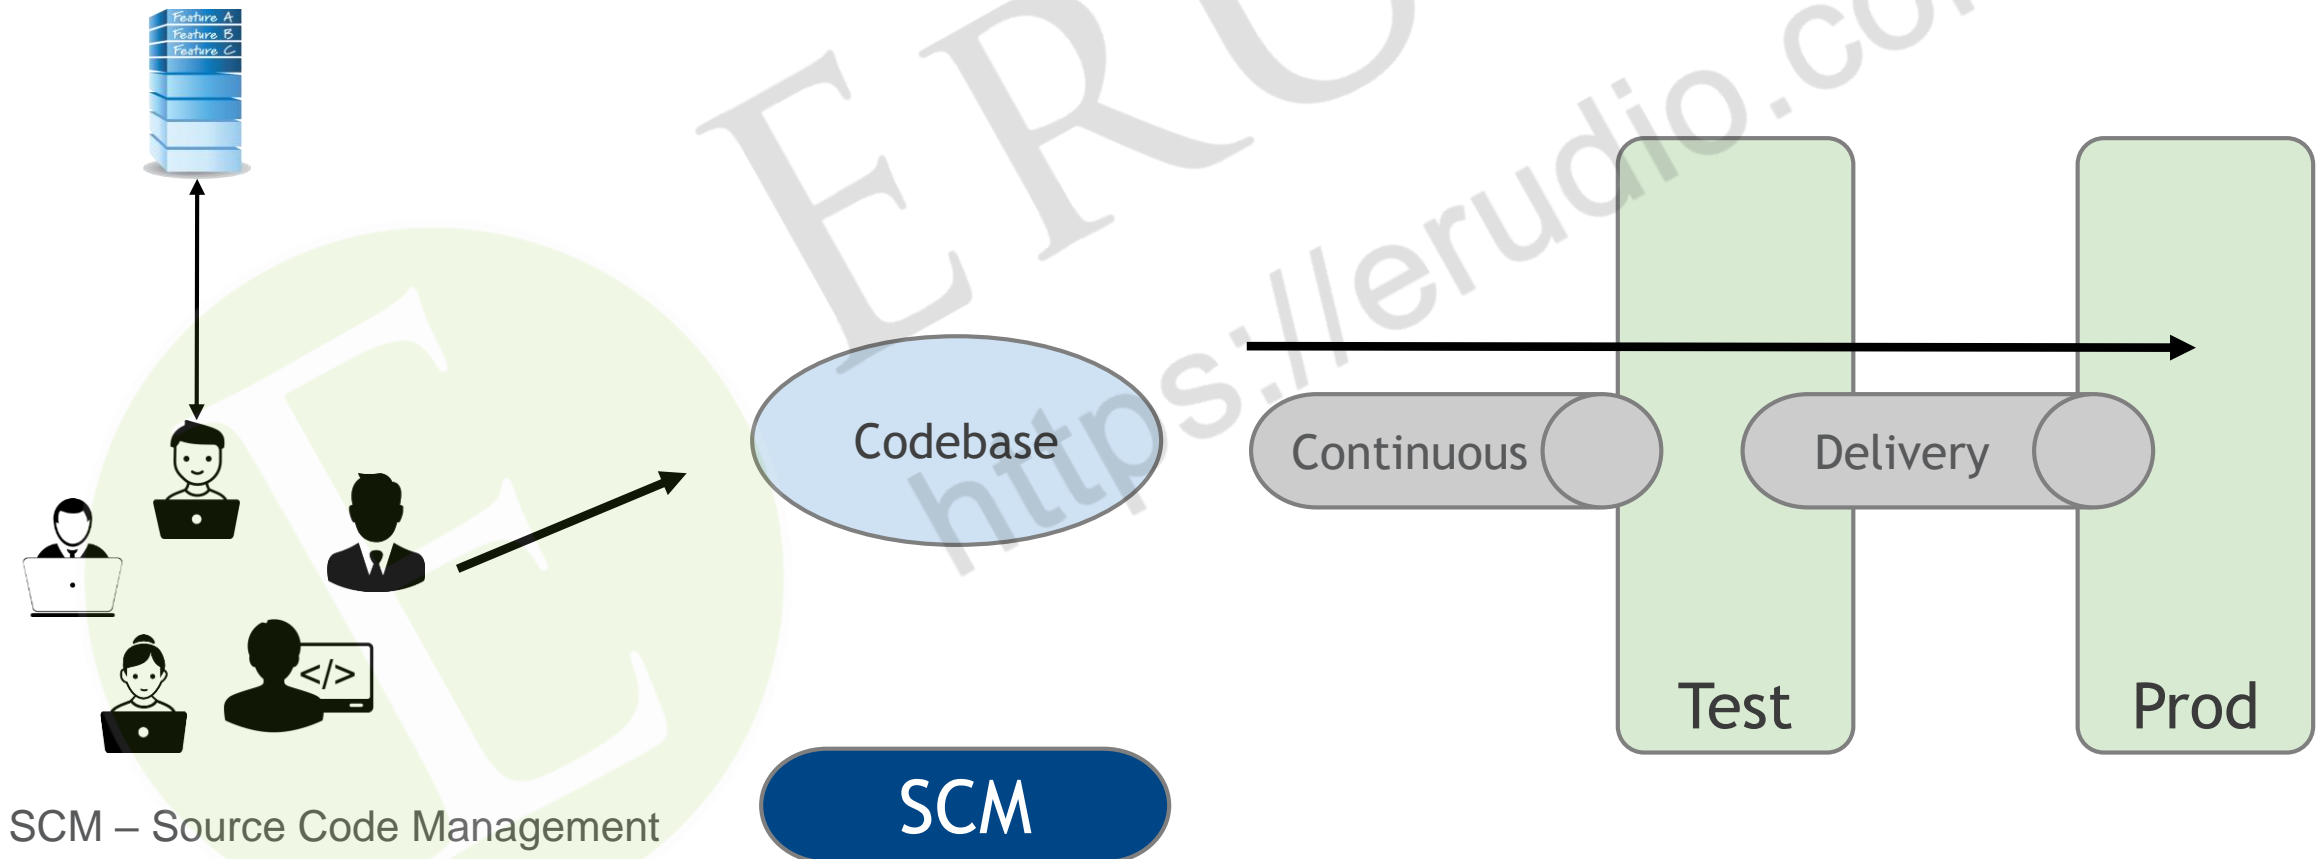 Feature A
Feature B
Feature C
Codebase
Continuous
Delivery
Test
Prod
SCM
SCM – Source Code Management
ERU
https://erudio.co
E